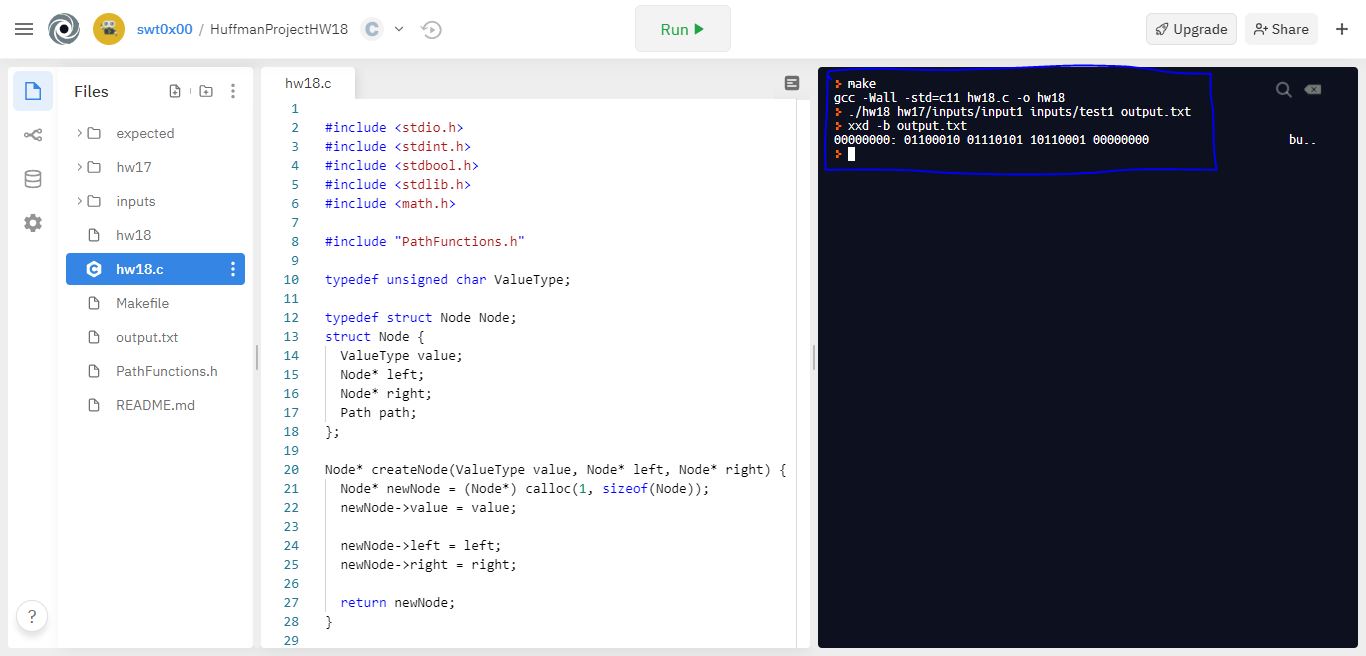 swt0x00 / HuffmanProjectHW18 C
Run
Upgrade
Share
Files
expected
hw17
inputs
hw18
hw18.c
Makefile
output.txt
PathFunctions.h
README.md
?
hw18.c
1
2 #include <stdio.h>
3 #include <stdint.h>
4 #include <stdbool.h>
5 #include <stdlib.h>
6 #include <math.h>
7
8 #include "PathFunctions.h"
9
10 typedef unsigned char ValueType;
11
12 typedef struct Node Node;
13 struct Node {
14 ValueType value;
15 Node* left;
16 Node* right;
17 Path path;
18 };
19
20 Node* createNode(ValueType value, Node* left, Node* right) {
21 Node* newNode = (Node*) calloc(1, sizeof(Node));
22 newNode->value = value;
23
24 newNode->left = left;
25 newNode->right = right;
26
27 return newNode;
28 }
29
make
gcc -Wall -std=c11 hw18.c -o hw18
./hw18 hw17/inputs/input1 inputs/test1 output.txt
xxd -b output.txt
00000000: 01100010 01110101 10110001 00000000 bu..